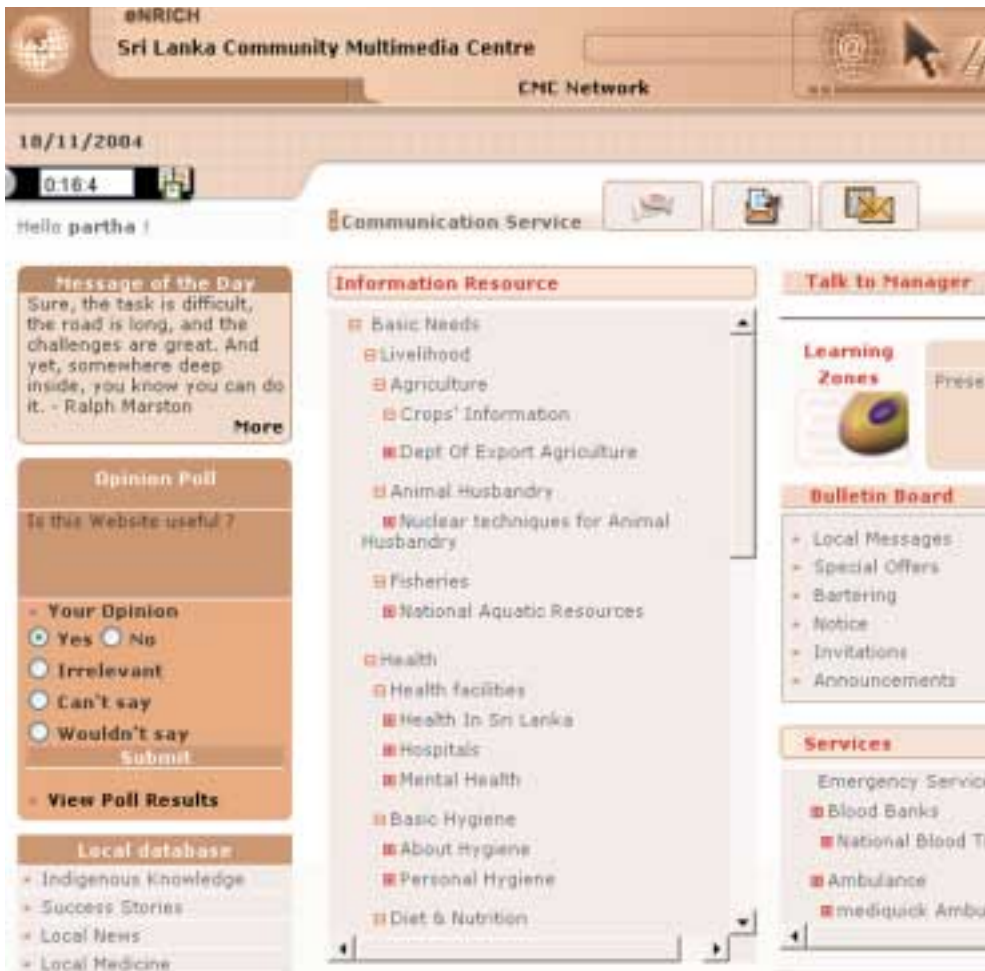 eNRICH
Sri Lanka Community Multimedia Centre
CMC Network
18/11/2004
0:16:4
Hello partha !
Communication Service
Message of the Day
Sure, the task is difficult,
the road is long, and the
challenges are great. And
yet, somewhere deep
inside, you know you can do
it. - Ralph Marston
More
Opinion Poll
Is this Website useful ?
Your Opinion
Yes No
Irrelevant
Can't say
Wouldn't say
Submit
View Poll Results
Local database
Indigenous Knowledge
Success Stories
Local News
Local Medicine
Information Resource
Basic Needs
Livelihood
Agriculture
Crops' Information
Dept Of Export Agriculture
Animal Husbandry
Nuclear techniques for Animal
Husbandry
Fisheries
National Aquatic Resources
Health
Health facilities
Health In Sri Lanka
Hospitals
Mental Health
Basic Hygiene
About Hygiene
Personal Hygiene
Diet & Nutrition
Talk to Manager
Learning
Zones
Prese
Bulletin Board
Local Messages
Special Offers
Bartering
Notice
Invitations
Announcements
Services
Emergency Service
Blood Banks
National Blood T
Ambulance
mediquick Ambu